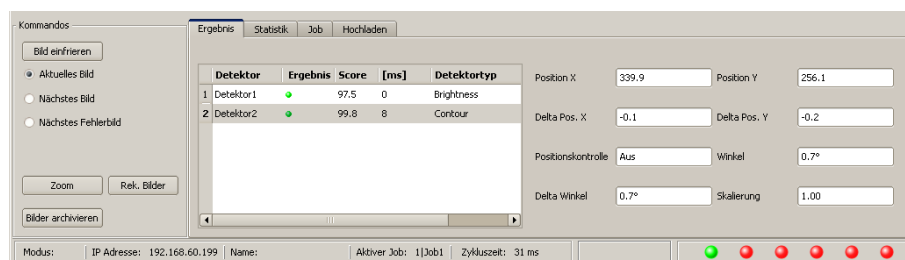 Kommandos
Bild einfrieren
Aktuelles Bild
Nächstes Bild
Nächstes Fehlerbild
Zoom Rek. Bilder
Bilder archivieren
Ergebnis Statistik Job Hochladen
Detektor Ergebnis Score [ms] Detektortyp
1 Detektor1 97.5 0 Brightness
2 Detektor2 99.8 8 Contour
Position X 339.9 Position Y 256.1
Delta Pos. X -0.1 Delta Pos. Y -0.2
Positionskontrolle Aus Winkel 0.7°
Delta Winkel 0.7° Skalierung 1.00
Modus: IP Adresse: 192.168.60.199 Name: Aktiver Job: 1|Job1 Zykluszeit: 31 ms